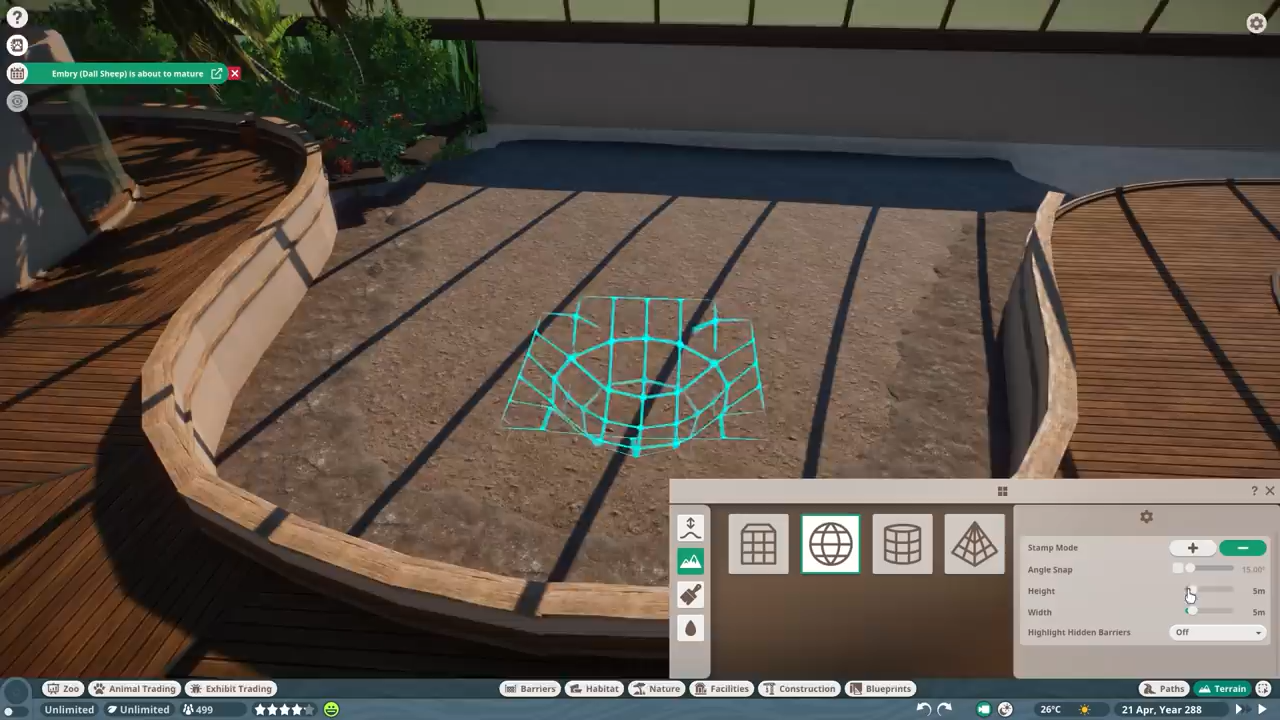 ?
Embry (Dall Sheep) is about to mature
?
Stamp Mode + −
Angle Snap 15.00°
Height 5m
Width 5m
Highlight Hidden Barriers Off
Zoo Animal Trading Exhibit Trading Barriers Habitat Nature Facilities Construction Blueprints Paths Terrain
Unlimited Unlimited 499 26°C 21 Apr, Year 288